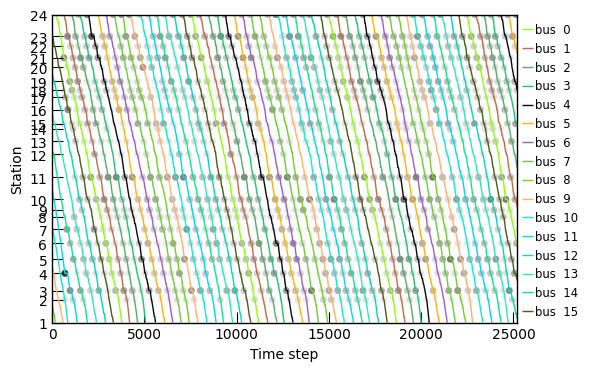 24
23
22
21
20
19
18
17
16
15
14
13
12
11
10
9
8
7
6
5
4
3
2
1
Station
0 5000 10000 15000 20000 25000
Time step
bus 0
bus 1
bus 2
bus 3
bus 4
bus 5
bus 6
bus 7
bus 8
bus 9
bus 10
bus 11
bus 12
bus 13
bus 14
bus 15